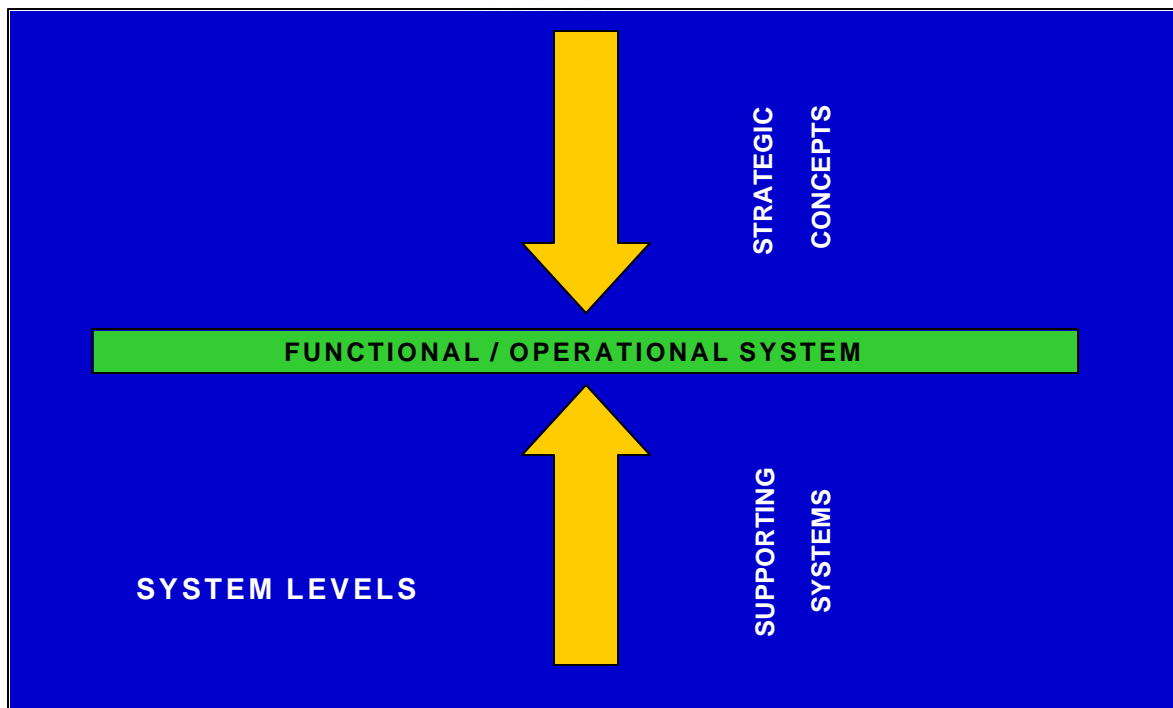 STRATEGIC
CONCEPTS
FUNCTIONAL / OPERATIONAL SYSTEM
SUPPORTING
SYSTEMS
SYSTEM LEVELS